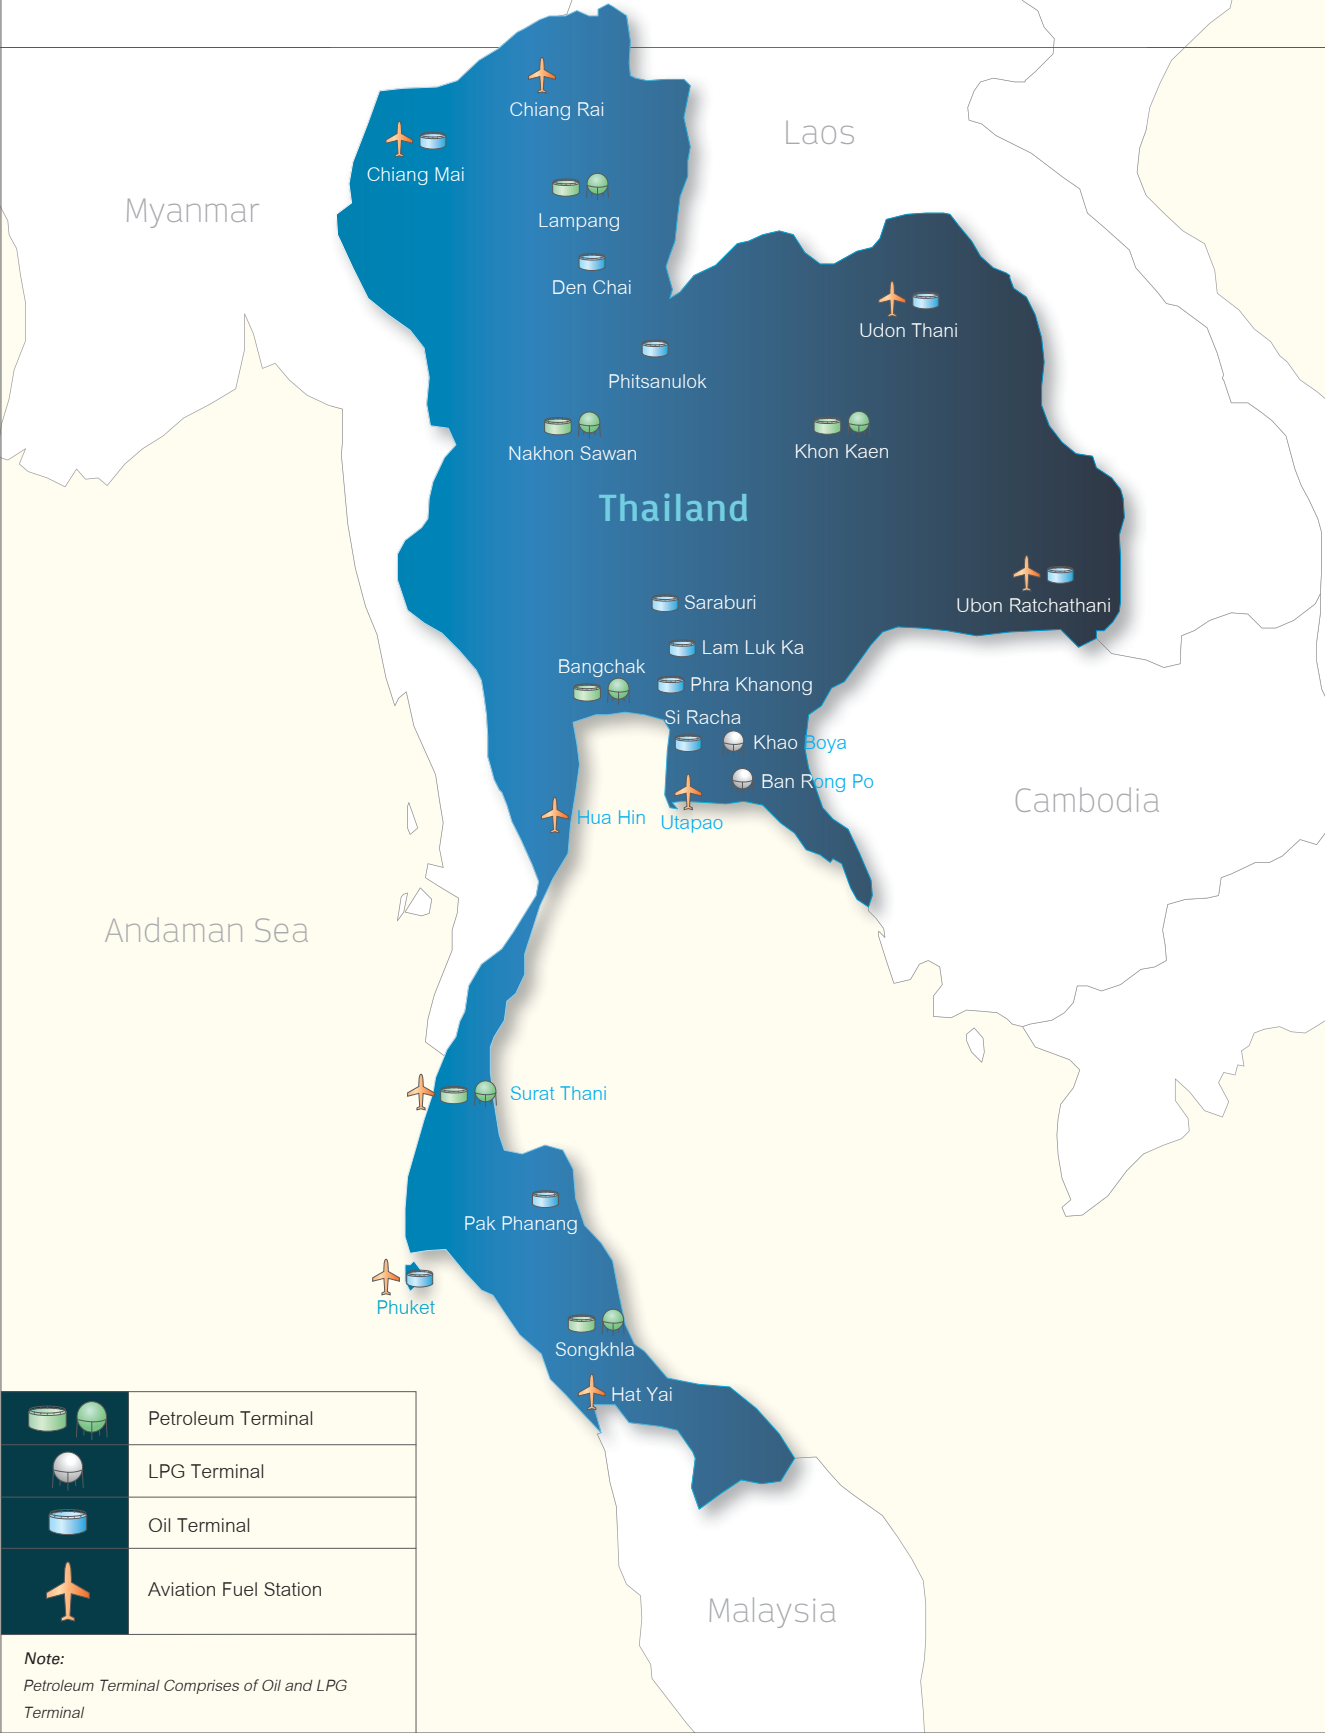 Chiang Rai
Laos
Chiang Mai
Myanmar
Lampang
Den Chai
Udon Thani
Phitsanulok
Nakhon Sawan
Khon Kaen
Thailand
Saraburi
Ubon Ratchathani
Lam Luk Ka
Bangchak
Phra Khanong
Si Racha
Khao Boya
Ban Rong Po
Cambodia
Hua Hin
Utapao
Andaman Sea
Surat Thani
Pak Phanang
Phuket
Songkhla
Hat Yai
Petroleum Terminal
LPG Terminal
Oil Terminal
Aviation Fuel Station
Malaysia
Note:
Petroleum Terminal Comprises of Oil and LPG
Terminal